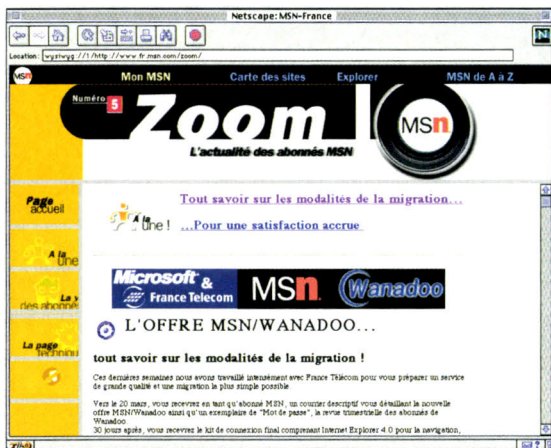 Netscape: MSN-France
Location: wysiwyg://1/http://www.fr.msn.com/zoom/
msn Mon MSN Carte des sites Explorer MSN de A à Z
Numéro 5
Zoom
msn
L'actualité des abonnés MSN
Page accueil
Tout savoir sur les modalités de la migration...
A la une !
...Pour une satisfaction accrue
A la une
Microsoft & France Telecom
msn
Wanadoo
La v
des abonné
L'OFFRE MSN/WANADOO...
La page
techniqu
tout savoir sur les modalités de la migration !
Ces dernières semaines nous avons travaillé intensément avec France Télécom pour vous préparer un service
de grande qualité et une migration la plus simple possible.
Vers le 20 mars, vous recevrez en tant qu'abonné MSN, un courrier descriptif vous détaillant la nouvelle
offre MSN/Wanadoo ainsi qu'un exemplaire de "Mot de passe", la revue trimestrielle des abonnés de
Wanadoo.
30 jours après, vous recevrez le kit de connexion final comprenant Internet Explorer 4.0 pour la navigation,